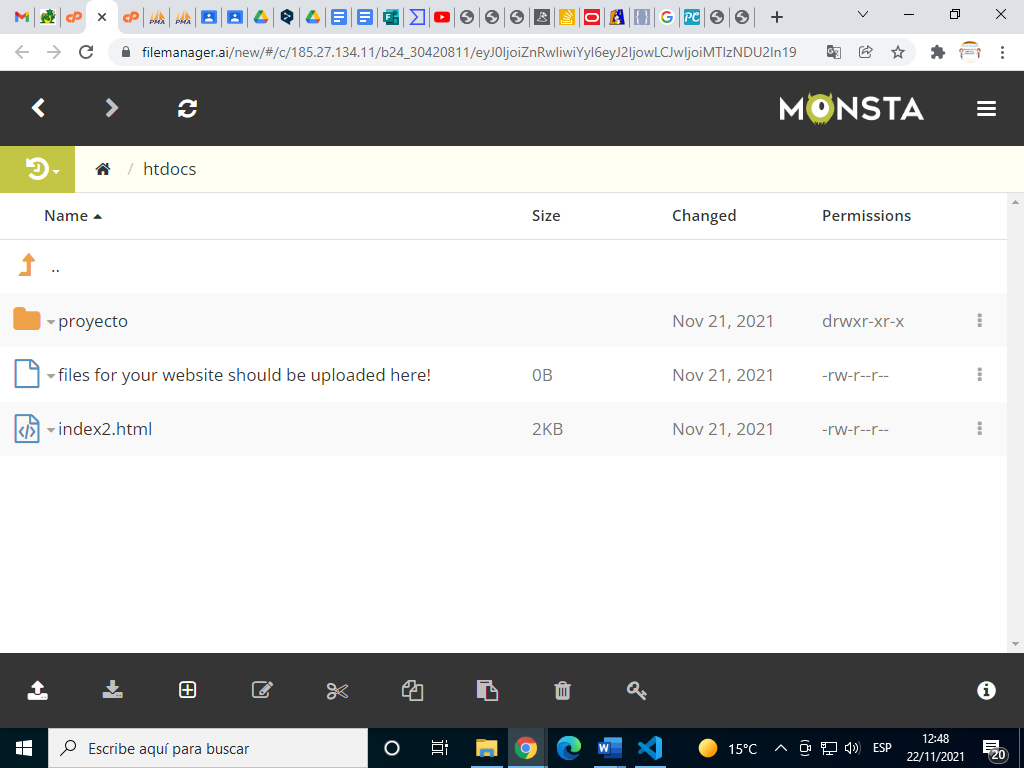 filemanager.ai/new/#/c/185.27.134.11/b24_30420811/eyJ0IjoiZnRwIiwiYyI6eyJ2IjowLCJwIjoiMTIzNDU2In19
MONSTA
/ htdocs
Name Size Changed Permissions
..
proyecto Nov 21, 2021 drwxr-xr-x
files for your website should be uploaded here! 0B Nov 21, 2021 -rw-r--r--
index2.html 2KB Nov 21, 2021 -rw-r--r--
Escribe aquí para buscar 15°C ESP 12:48
22/11/2021 20